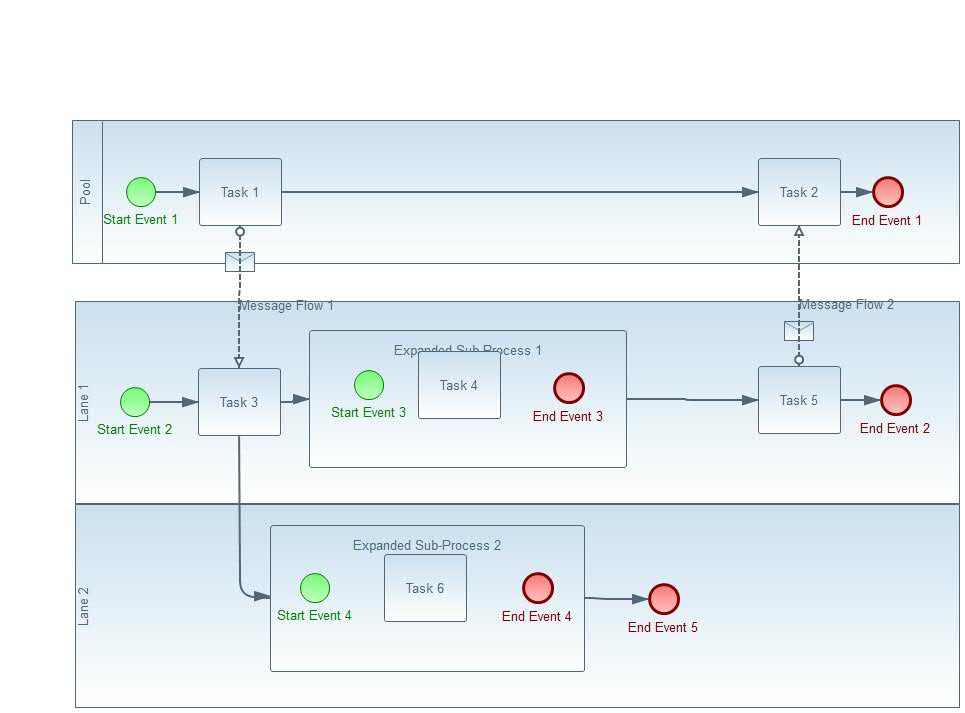 Pool
Start Event 1
Task 1
Task 2
End Event 1
Message Flow 1
Message Flow 2
Lane 1
Start Event 2
Task 3
Expanded Sub-Process 1
Start Event 3
Task 4
End Event 3
Task 5
End Event 2
Lane 2
Expanded Sub-Process 2
Start Event 4
Task 6
End Event 4
End Event 5